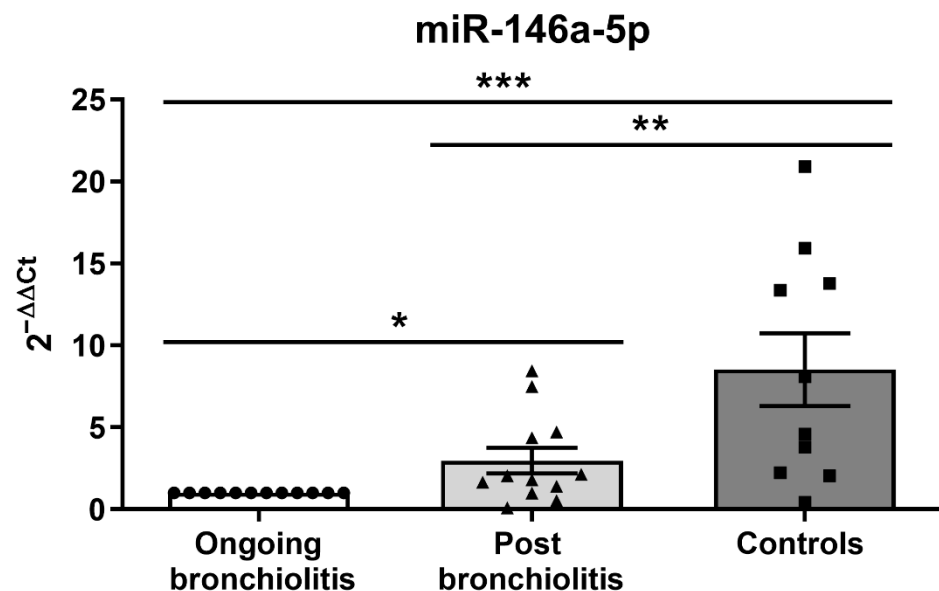 miR-146a-5p
***
**
*
25
20
15
10
5
0
2^−ΔΔCt
Ongoing
bronchiolitis
Post
bronchiolitis
Controls